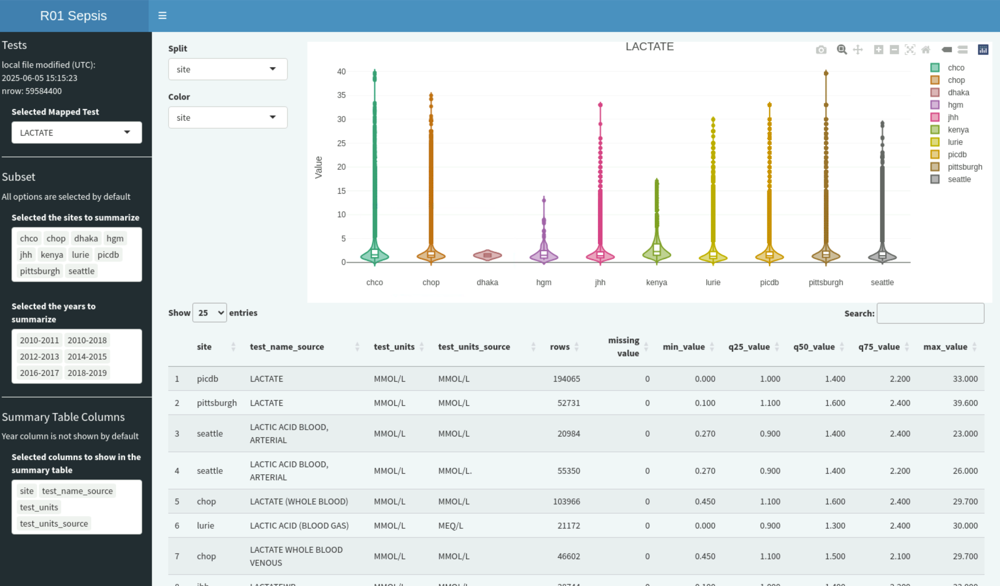 R01 Sepsis
Tests
local file modified (UTC):
2025-06-05 15:15:23
nrow: 59584400
Selected Mapped Test
LACTATE
Subset
All options are selected by default
Selected the sites to summarize
chco chop dhaka hgm
jhh kenya lurie picdb
pittsburgh seattle
Selected the years to
summarize
2010-2011 2010-2018
2012-2013 2014-2015
2016-2017 2018-2019
Summary Table Columns
Year column is not shown by default
Selected columns to show in the
summary table
site test_name_source
test_units
test_units_source
Split
site
Color
site
LACTATE
Value
40
35
30
25
20
15
10
5
0
chco chop dhaka hgm jhh kenya lurie picdb pittsburgh seattle
chco
chop
dhaka
hgm
jhh
kenya
lurie
picdb
pittsburgh
seattle
Show 25 entries
Search:
site test_name_source test_units test_units_source rows missing value min_value q25_value q50_value q75_value max_value
1 picdb LACTATE MMOL/L MMOL/L 194065 0 0.000 1.000 1.400 2.200 33.000
2 pittsburgh LACTATE MMOL/L MMOL/L 52731 0 0.100 1.100 1.600 2.400 39.600
3 seattle LACTIC ACID BLOOD, ARTERIAL MMOL/L MMOL/L 20984 0 0.270 0.900 1.400 2.400 23.000
4 seattle LACTIC ACID BLOOD, ARTERIAL MMOL/L MMOL/L. 55350 0 0.270 0.900 1.400 2.200 26.000
5 chop LACTATE (WHOLE BLOOD) MMOL/L MMOL/L 103966 0 0.450 1.100 1.600 2.400 29.700
6 lurie LACTIC ACID (BLOOD GAS) MMOL/L MEQ/L 21172 0 0.000 0.900 1.300 2.400 30.000
7 chop LACTATE WHOLE BLOOD VENOUS MMOL/L MMOL/L 46602 0 0.450 1.100 1.500 2.100 29.700